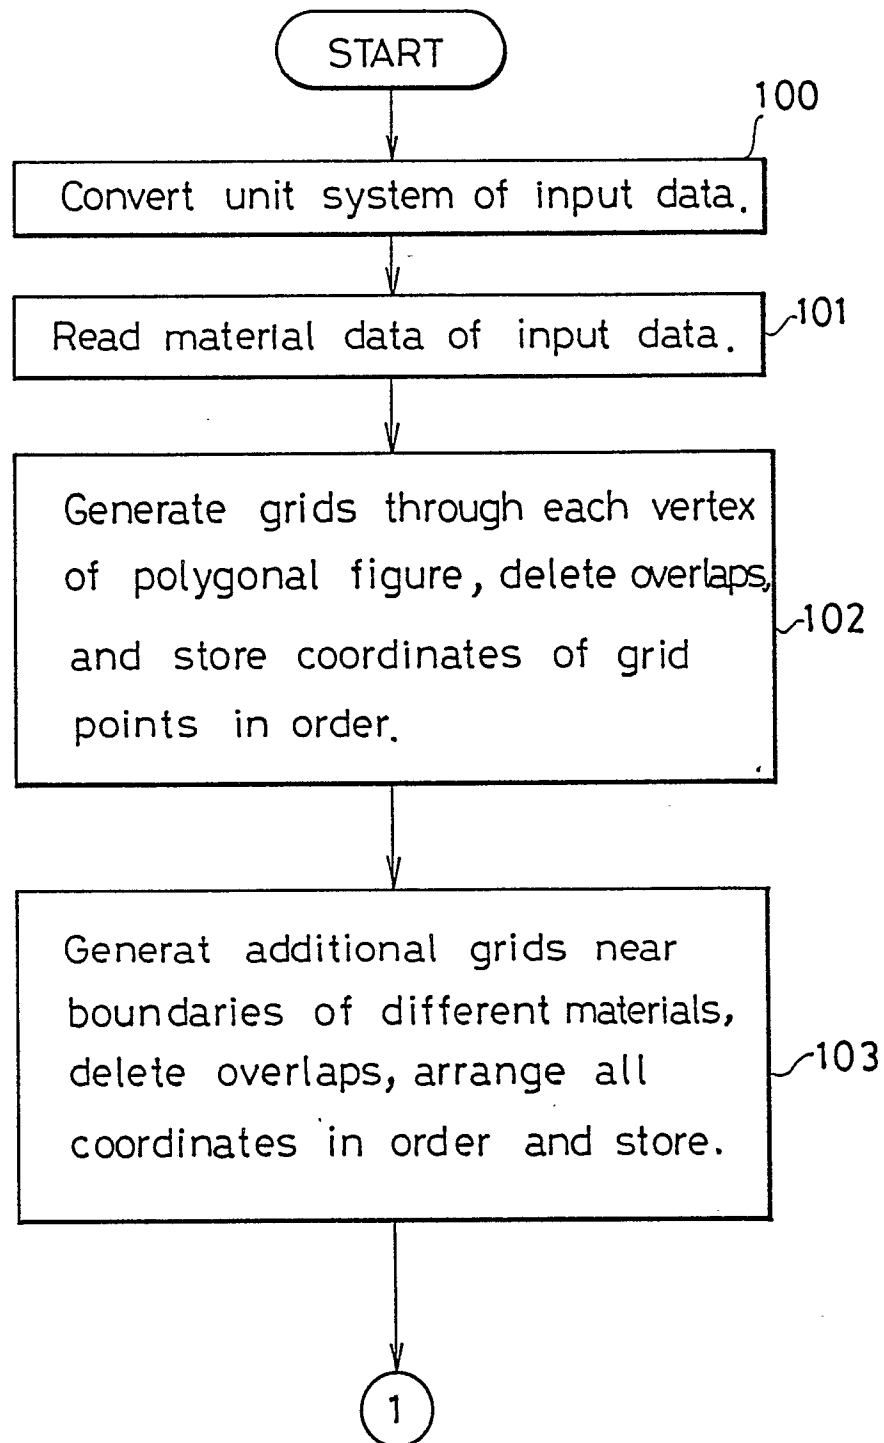 START
100
Convert unit system of input data.
Read material data of input data.
101
Generate grids through each vertex
of polygonal figure, delete overlaps,
and store coordinates of grid
points in order.
102
Generat additional grids near
boundaries of different materials,
delete overlaps, arrange all
coordinates in order and store.
103
1